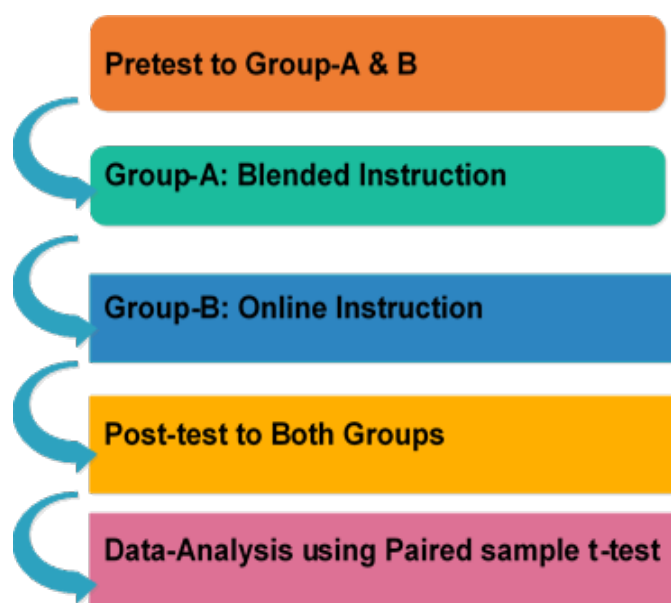 Pretest to Group-A & B
Group-A: Blended Instruction
Group-B: Online Instruction
Post-test to Both Groups
Data-Analysis using Paired sample t-test